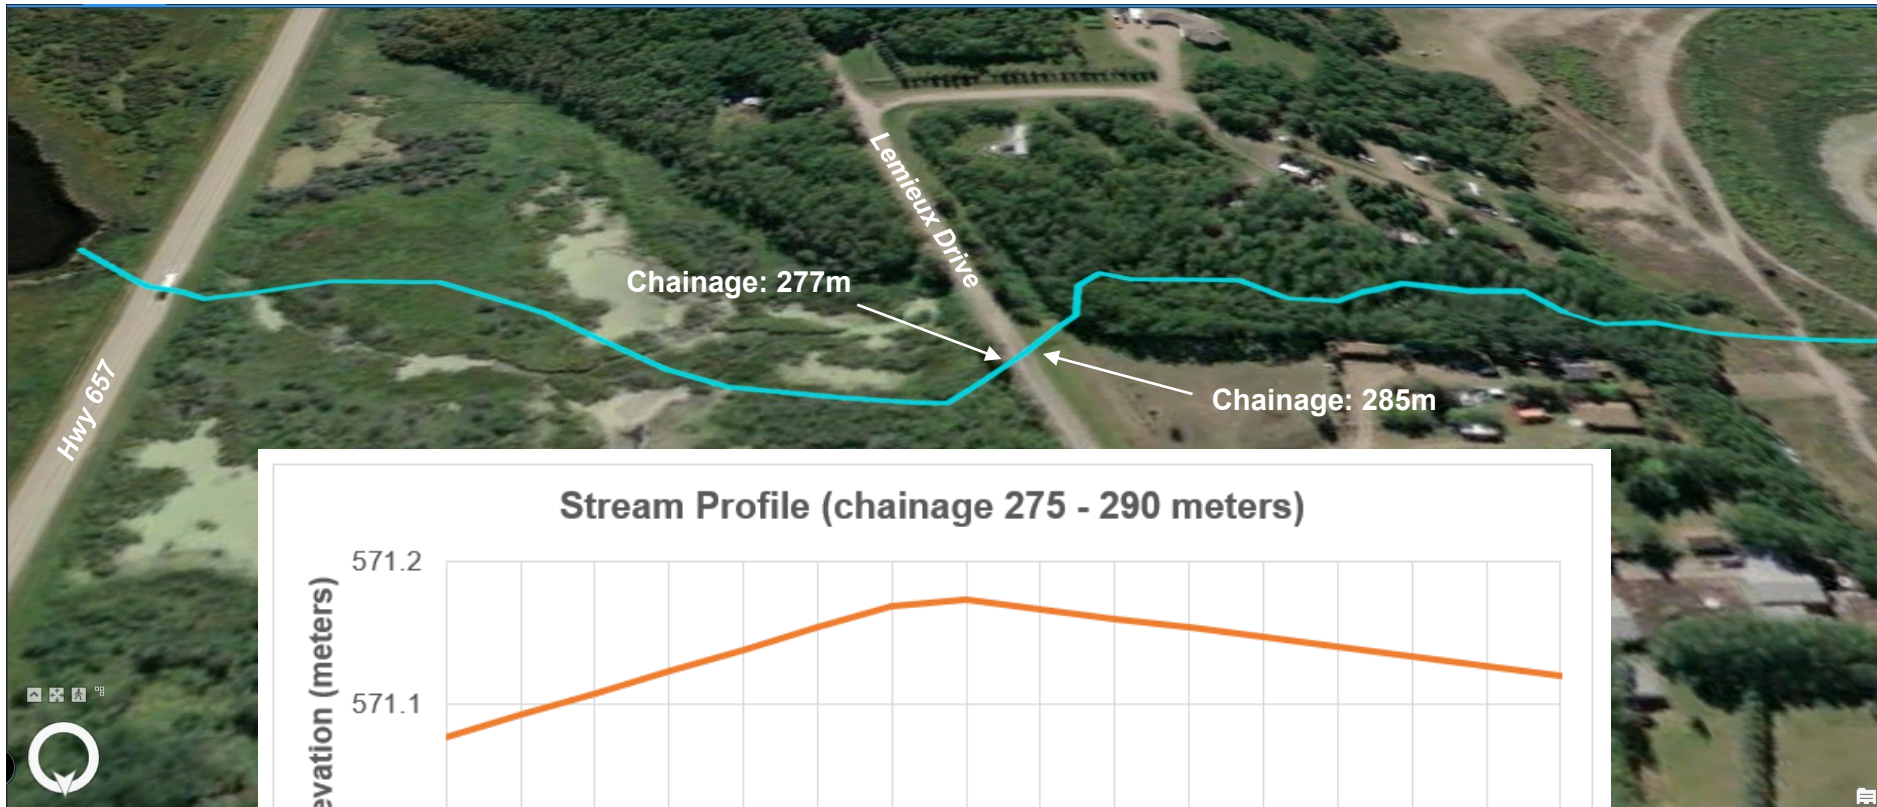 Lemieux Drive
Chainage: 277m
Hwy 657
Chainage: 285m
Stream Profile (chainage 275 - 290 meters)
571.2
571.1
evation (meters)